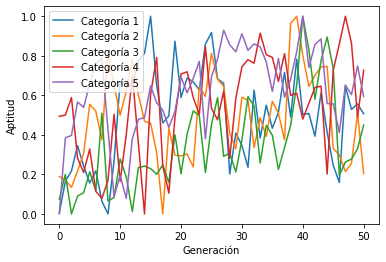 Categoría 1
Categoría 2
Categoría 3
Categoría 4
Categoría 5
Aptitud
1.0
0.8
0.6
0.4
0.2
0.0
0 10 20 30 40 50
Generación